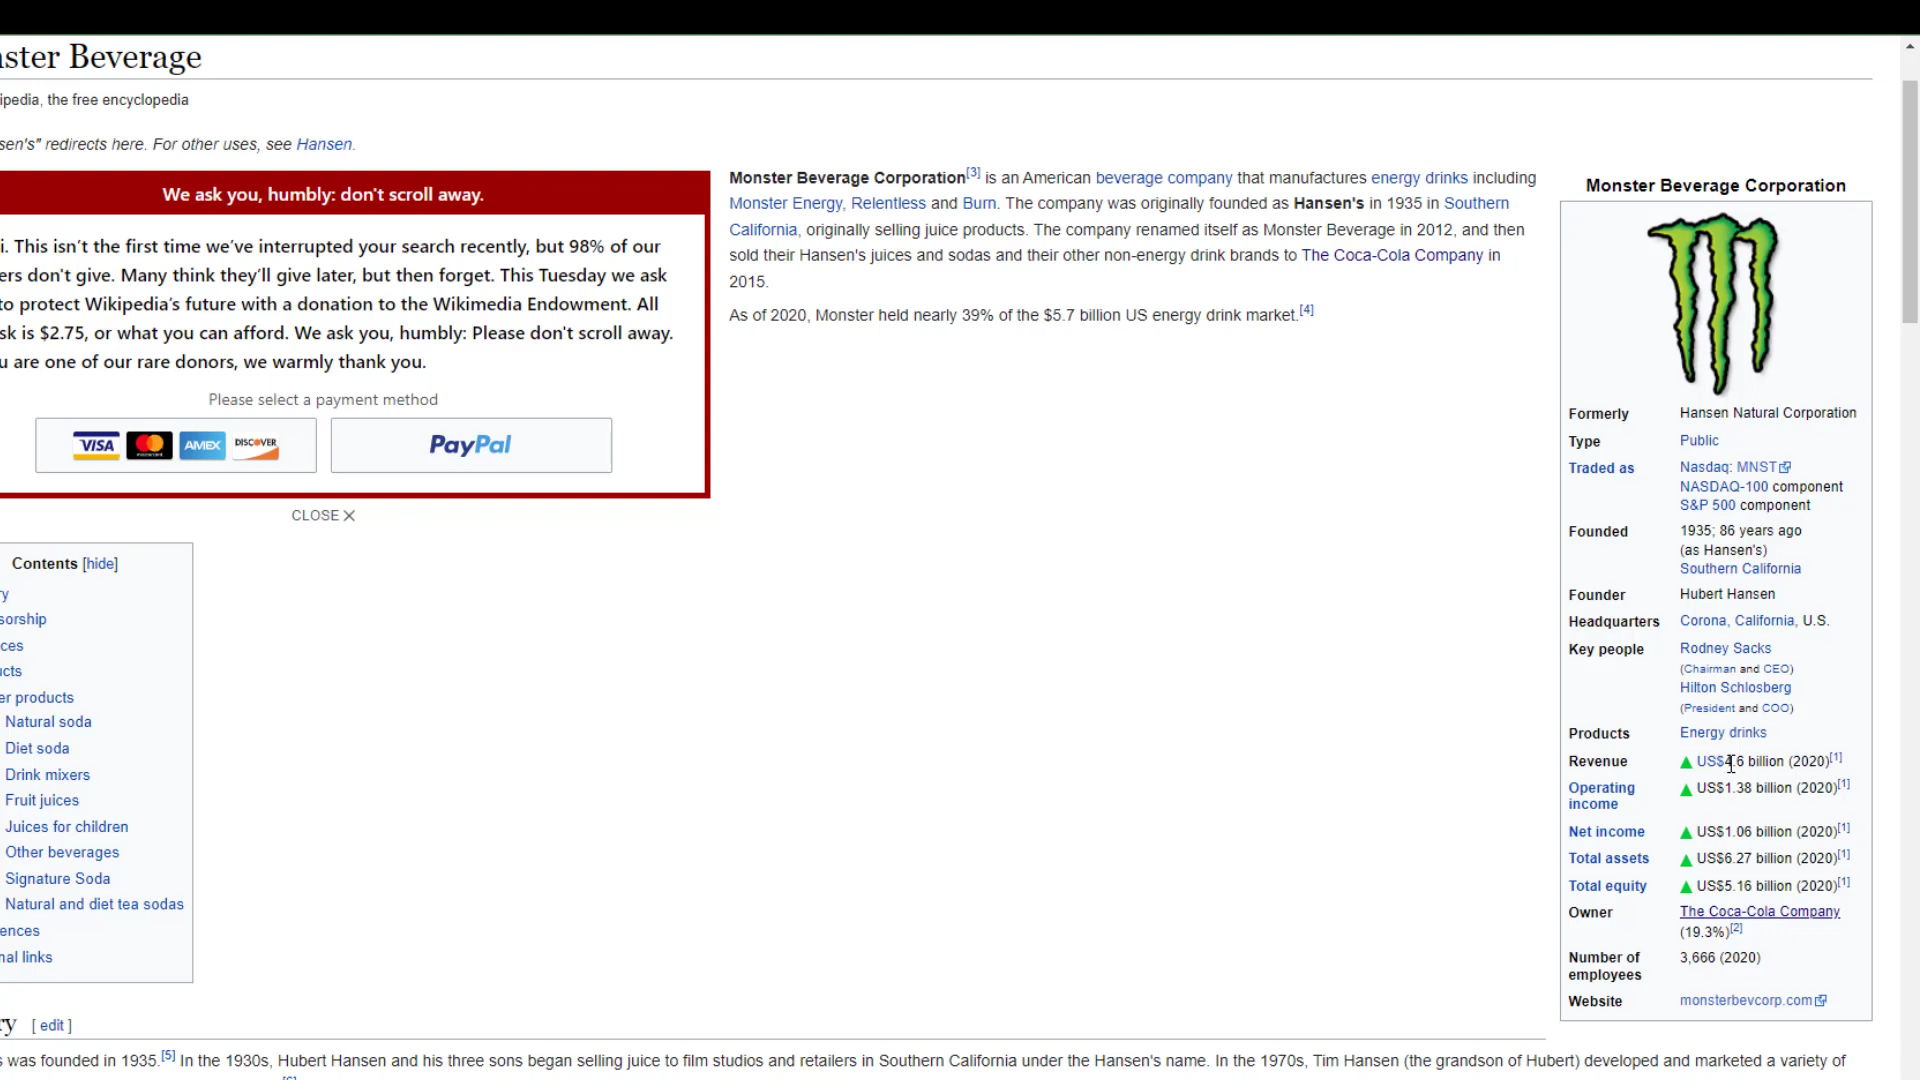 ster Beverage
ipedia, the free encyclopedia
sen's" redirects here. For other uses, see Hansen.
We ask you, humbly: don't scroll away.
i. This isn't the first time we've interrupted your search recently, but 98% of our
ers don't give. Many think they'll give later, but then forget. This Tuesday we ask
to protect Wikipedia's future with a donation to the Wikimedia Endowment. All
sk is $2.75, or what you can afford. We ask you, humbly: Please don't scroll away.
u are one of our rare donors, we warmly thank you.
Please select a payment method
VISA mastercard AMEX DISCOVER PayPal
CLOSE ✕
Contents [hide]
ry
sorship
ces
ucts
er products
Natural soda
Diet soda
Drink mixers
Fruit juices
Juices for children
Other beverages
Signature Soda
Natural and diet tea sodas
ences
nal links
Monster Beverage Corporation[3] is an American beverage company that manufactures energy drinks including
Monster Energy, Relentless and Burn. The company was originally founded as Hansen's in 1935 in Southern
California, originally selling juice products. The company renamed itself as Monster Beverage in 2012, and then
sold their Hansen's juices and sodas and their other non-energy drink brands to The Coca-Cola Company in
2015.
As of 2020, Monster held nearly 39% of the $5.7 billion US energy drink market.[4]
Monster Beverage Corporation
Formerly Hansen Natural Corporation
Type Public
Traded as Nasdaq: MNST
NASDAQ-100 component
S&P 500 component
Founded 1935; 86 years ago
(as Hansen's)
Southern California
Founder Hubert Hansen
Headquarters Corona, California, U.S.
Key people Rodney Sacks
(Chairman and CEO)
Hilton Schlosberg
(President and COO)
Products Energy drinks
Revenue ▲ US$4.6 billion (2020)[1]
Operating income ▲ US$1.38 billion (2020)[1]
Net income ▲ US$1.06 billion (2020)[1]
Total assets ▲ US$6.27 billion (2020)[1]
Total equity ▲ US$5.16 billion (2020)[1]
Owner The Coca-Cola Company
(19.3%)[2]
Number of employees 3,666 (2020)
Website monsterbevcorp.com
ry [ edit ]
s was founded in 1935.[5] In the 1930s, Hubert Hansen and his three sons began selling juice to film studios and retailers in Southern California under the Hansen's name. In the 1970s, Tim Hansen (the grandson of Hubert) developed and marketed a variety of